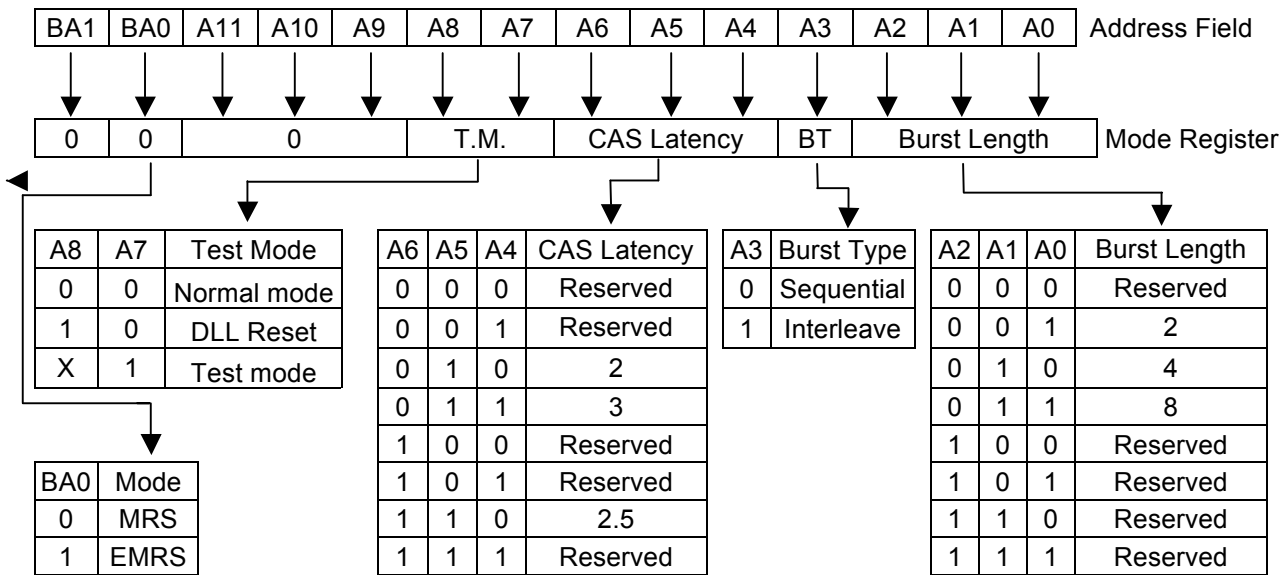 BA1 BA0 A11 A10 A9 A8 A7 A6 A5 A4 A3 A2 A1 A0 Address Field
0 0 0 T.M. CAS Latency BT Burst Length Mode Register
A8 A7 Test Mode
0 0 Normal mode
1 0 DLL Reset
X 1 Test mode
BA0 Mode
0 MRS
1 EMRS
A6 A5 A4 CAS Latency
0 0 0 Reserved
0 0 1 Reserved
0 1 0 2
0 1 1 3
1 0 0 Reserved
1 0 1 Reserved
1 1 0 2.5
1 1 1 Reserved
A3 Burst Type
0 Sequential
1 Interleave
A2 A1 A0 Burst Length
0 0 0 Reserved
0 0 1 2
0 1 0 4
0 1 1 8
1 0 0 Reserved
1 0 1 Reserved
1 1 0 Reserved
1 1 1 Reserved